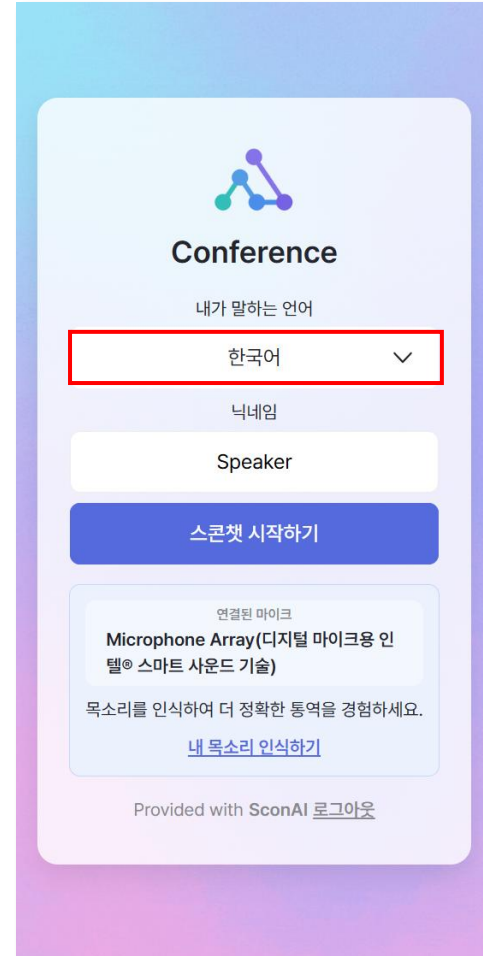 Conference
내가 말하는 언어
한국어
닉네임
Speaker
스콘챗 시작하기
연결된 마이크
Microphone Array(디지털 마이크용 인
텔® 스마트 사운드 기술)
목소리를 인식하여 더 정확한 통역을 경험하세요.
내 목소리 인식하기
Provided with SconAI 로그아웃